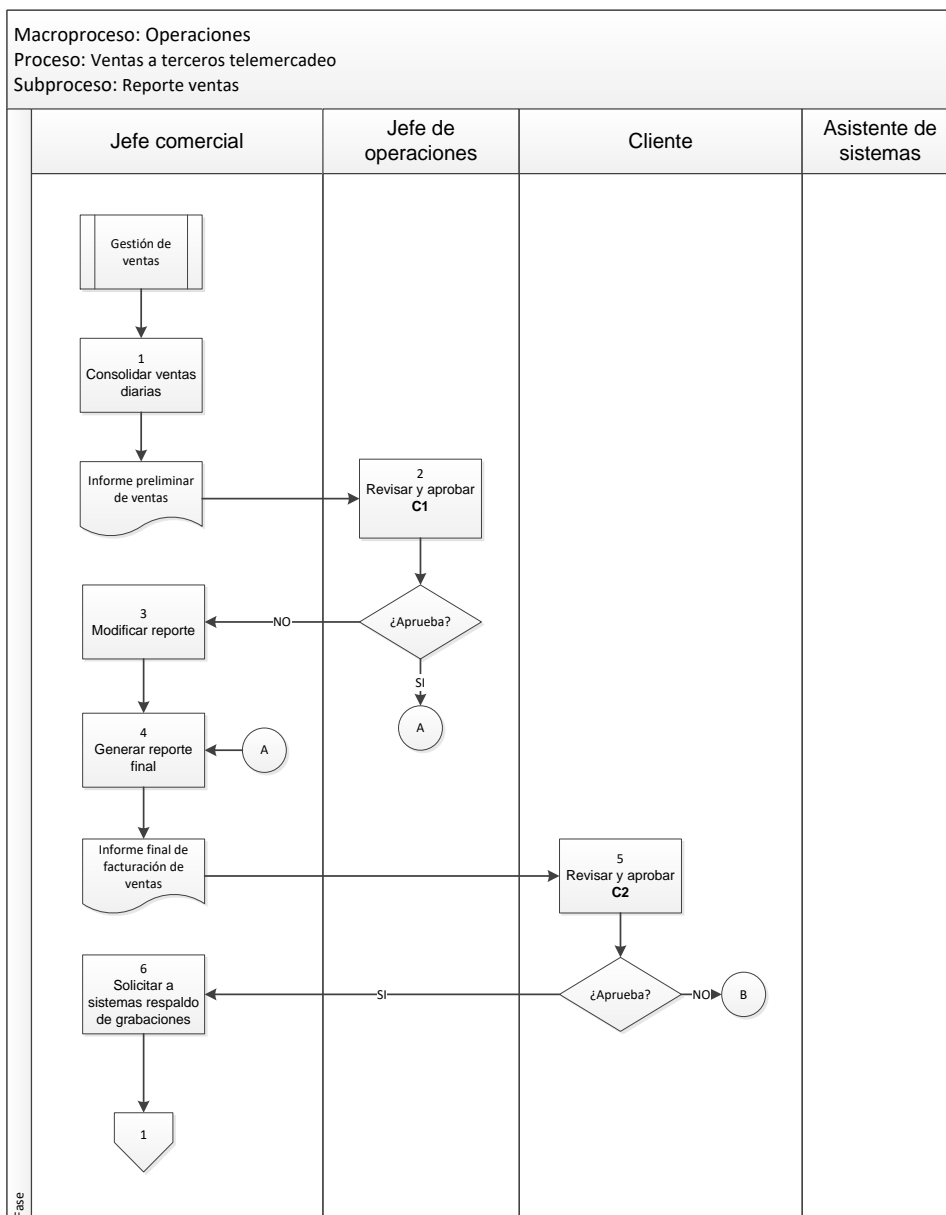 Macroproceso: Operaciones
Proceso: Ventas a terceros telemercadeo
Subproceso: Reporte ventas
Jefe comercial
Jefe de
operaciones
Cliente
Asistente de
sistemas
Gestión de
ventas
1
Consolidar ventas
diarias
Informe preliminar
de ventas
2
Revisar y aprobar
C1
3
Modificar reporte
NO
¿Aprueba?
SI
A
4
Generar reporte
final
A
Informe final de
facturación de
ventas
5
Revisar y aprobar
C2
6
Solicitar a
sistemas respaldo
de grabaciones
SI
¿Aprueba?
NO
B
1
Fase